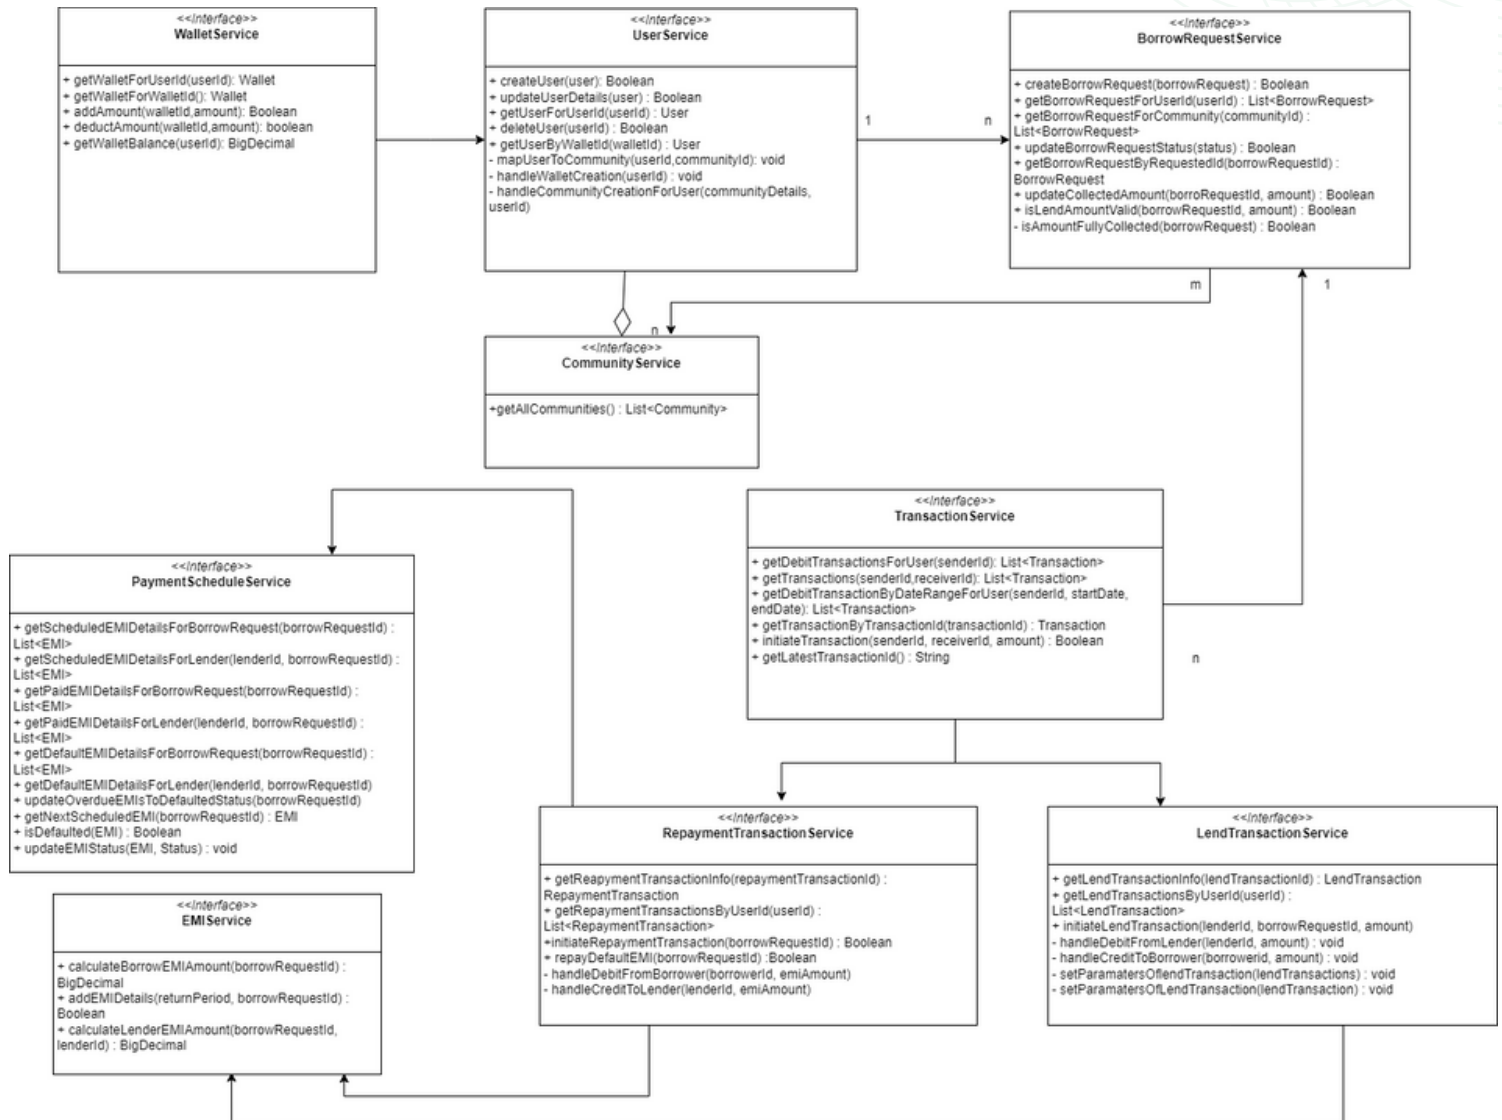 <<Interface>>
WalletService
+ getWalletForUserId(userId): Wallet
+ getWalletForWalletId(): Wallet
+ addAmount(walletId,amount): Boolean
+ deductAmount(walletId,amount): boolean
+ getWalletBalance(userId): BigDecimal
<<Interface>>
UserService
+ createUser(user): Boolean
+ updateUserDetails(user) : Boolean
+ getUserForUserId(userId) : User
+ deleteUser(userId) : Boolean
+ getUserByWalletId(walletId) : User
- mapUserToCommunity(userId,communityId): void
- handleWalletCreation(userId) : void
- handleCommunityCreationForUser(communityDetails,
userId)
1
n
<<Interface>>
BorrowRequestService
+ createBorrowRequest(borrowRequest) : Boolean
+ getBorrowRequestForUserId(userId) : List<BorrowRequest>
+ getBorrowRequestForCommunity(communityId) :
List<BorrowRequest>
+ updateBorrowRequestStatus(status) : Boolean
+ getBorrowRequestByRequestedId(borrowRequestId) :
BorrowRequest
+ updateCollectedAmount(borroRequestId, amount) : Boolean
+ isLendAmountValid(borrowRequestId, amount) : Boolean
- isAmountFullyCollected(borrowRequest) : Boolean
m
1
n
<<Interface>>
CommunityService
+getAllCommunities() : List<Community>
<<Interface>>
TransactionService
+ getDebitTransactionsForUser(senderId): List<Transaction>
+ getTransactions(senderId,receiverId): List<Transaction>
+ getDebitTransactionByDateRangeForUser(senderId, startDate,
endDate): List<Transaction>
+ getTransactionByTransactionId(transactionId) : Transaction
+ initiateTransaction(senderId, receiverId, amount) : Boolean
+ getLatestTransactionId() : String
n
<<Interface>>
PaymentScheduleService
+ getScheduledEMIDetailsForBorrowRequest(borrowRequestId) :
List<EMI>
+ getScheduledEMIDetailsForLender(lenderId, borrowRequestId) :
List<EMI>
+ getPaidEMIDetailsForBorrowRequest(borrowRequestId) :
List<EMI>
+ getPaidEMIDetailsForLender(lenderId, borrowRequestId) :
List<EMI>
+ getDefaultEMIDetailsForBorrowRequest(borrowRequestId) :
List<EMI>
+ getDefaultEMIDetailsForLender(lenderId, borrowRequestId)
+ updateOverdueEMIsToDefaultedStatus(borrowRequestId)
+ getNextScheduledEMI(borrowRequestId) : EMI
+ isDefaulted(EMI) : Boolean
+ updateEMIStatus(EMI, Status) : void
<<Interface>>
RepaymentTransactionService
+ getReapymentTransactionInfo(repaymentTransactionId) :
RepaymentTransaction
+ getRepaymentTransactionsByUserId(userId) :
List<RepaymentTransaction>
+initiateRepaymentTransaction(borrowRequestId) : Boolean
+ repayDefaultEMI(borrowRequestId) :Boolean
- handleDebitFromBorrower(borrowerId, emiAmount)
- handleCreditToLender(lenderId, emiAmount)
<<Interface>>
LendTransactionService
+ getLendTransactionInfo(lendTransactionId) : LendTransaction
+ getLendTransactionsByUserId(userId) :
List<LendTransaction>
+ initiateLendTransaction(lenderId, borrowRequestId, amount)
- handleDebitFromLender(lenderId, amount) : void
- handleCreditToBorrower(borrowerid, amount) : void
- setParamatersOflendTransaction(lendTransactions) : void
- setParamatersOfLendTransaction(lendTransaction) : void
<<Interface>>
EMIService
+ calculateBorrowEMIAmount(borrowRequestId) :
BigDecimal
+ addEMIDetails(returnPeriod, borrowRequestId) :
Boolean
+ calculateLenderEMIAmount(borrowRequestId,
lenderId) : BigDecimal